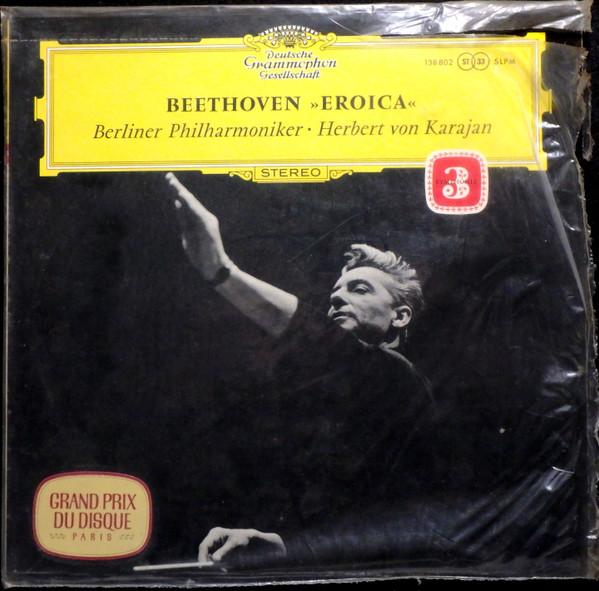 Deutsche
Grammophon
Gesellschaft
138 802 ST 33 SLPM
BEETHOVEN »EROICA«
Berliner Philharmoniker · Herbert von Karajan
STEREO
SYMPHONIE
3
GRAND PRIX
DU DISQUE
PARIS